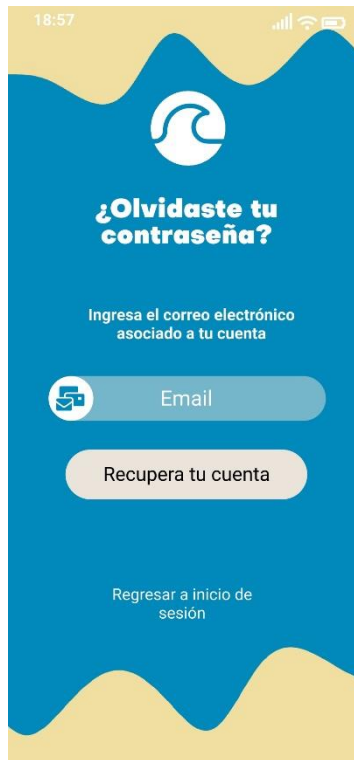 18:57
¿Olvidaste tu
contraseña?
Ingresa el correo electrónico
asociado a tu cuenta
Email
Recupera tu cuenta
Regresar a inicio de
sesión